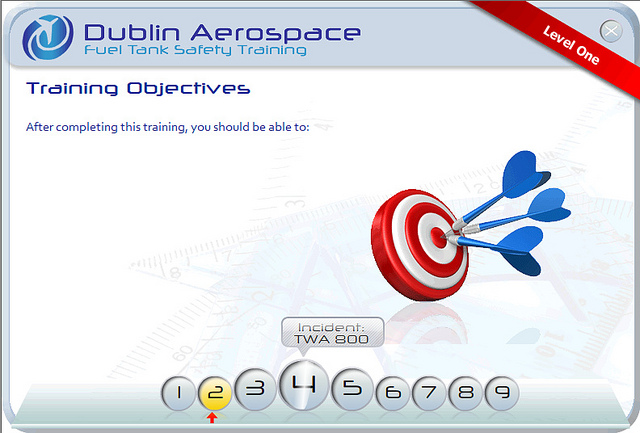 Dublin Aerospace
Fuel Tank Safety Training
Level One
Training Objectives
After completing this training, you should be able to:
Incident:
TWA 800
1 2 3 4 5 6 7 8 9